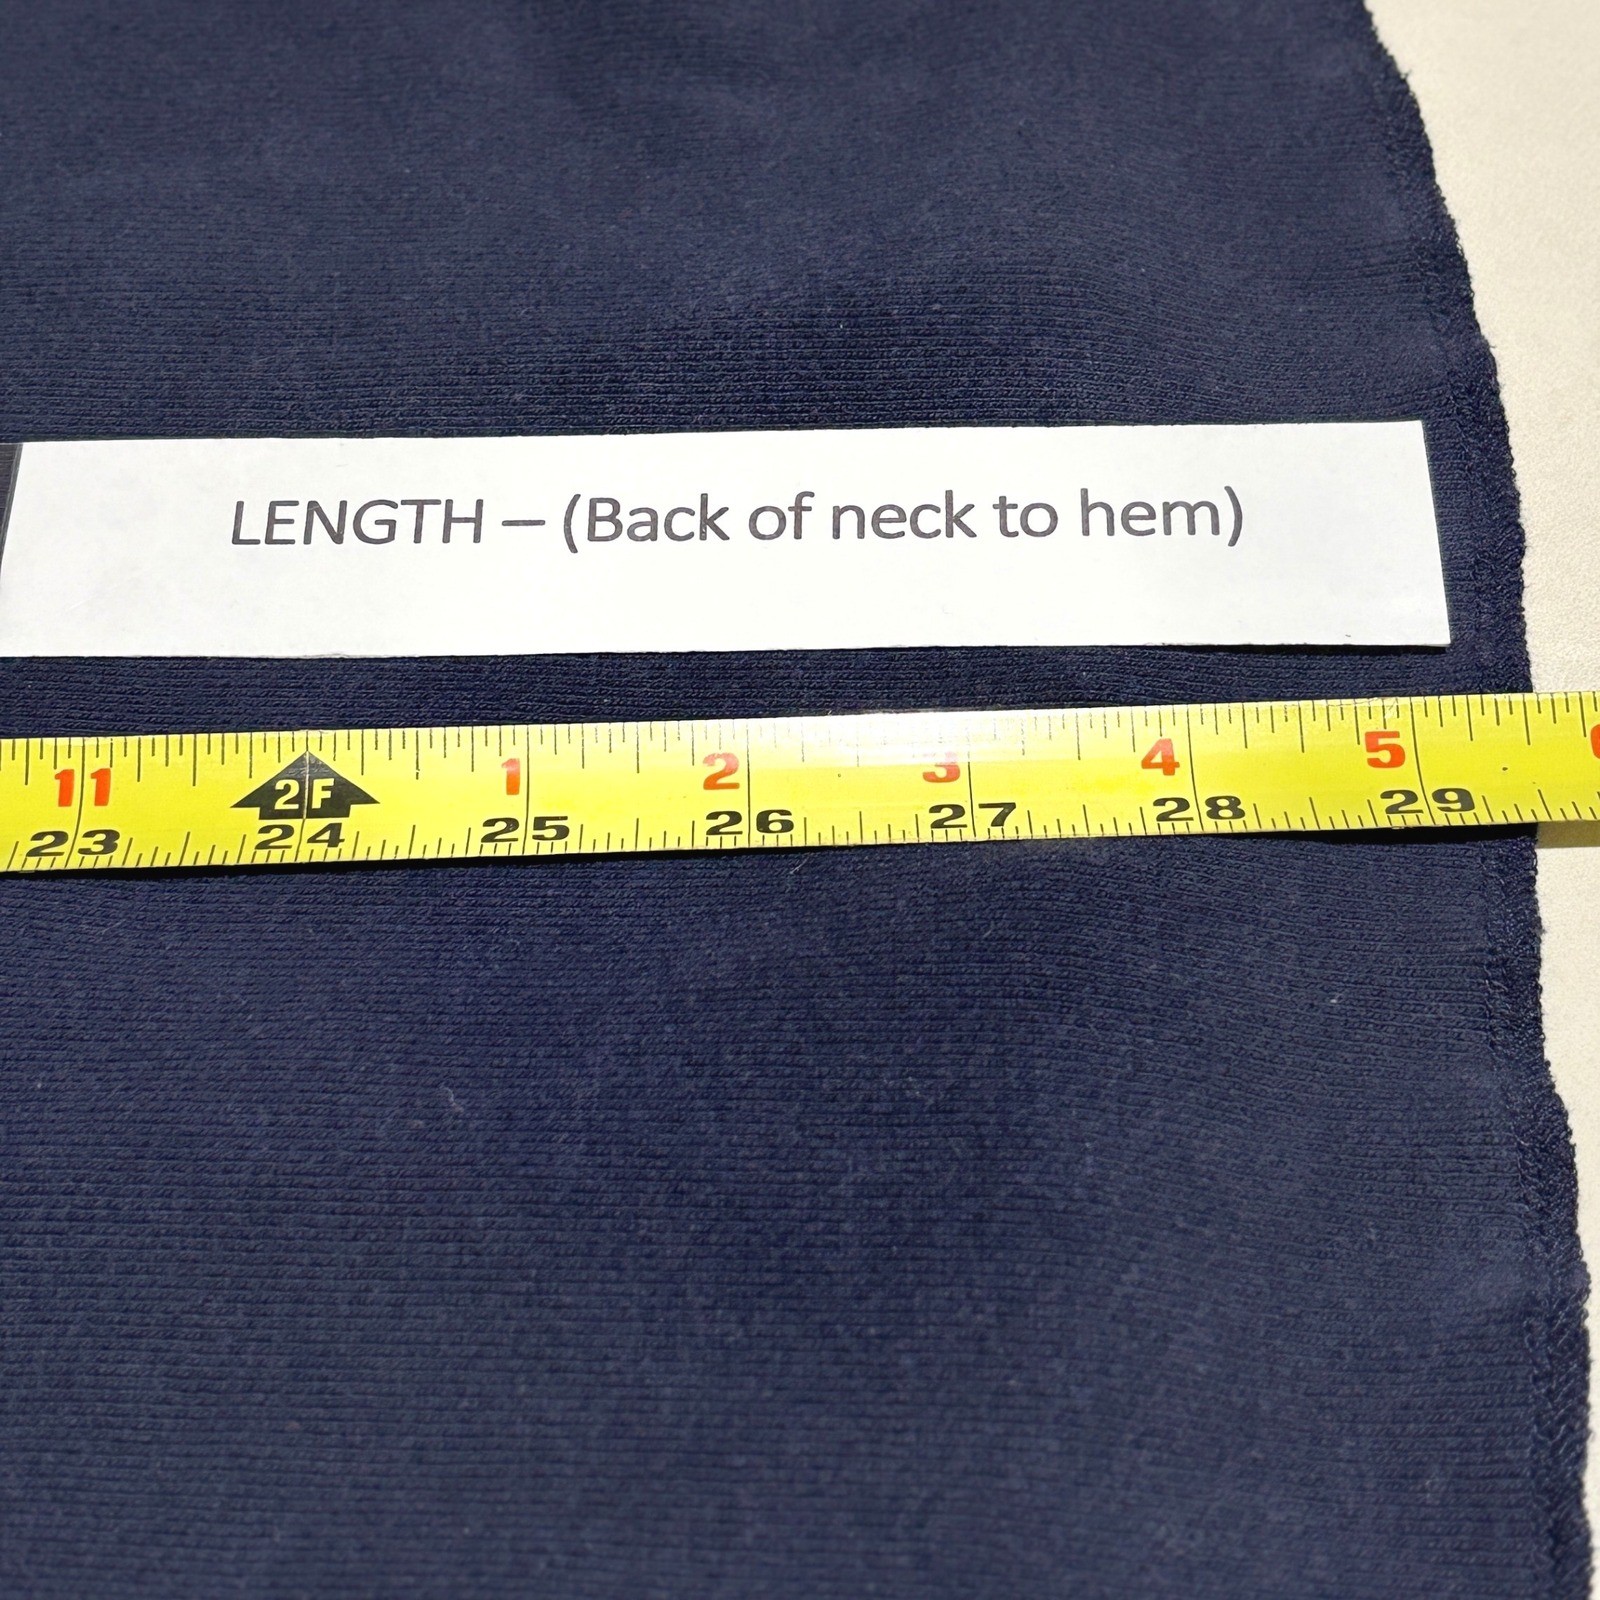 LENGTH – (Back of neck to hem)
11 2F 1 2 3 4 5
23 24 25 26 27 28 29